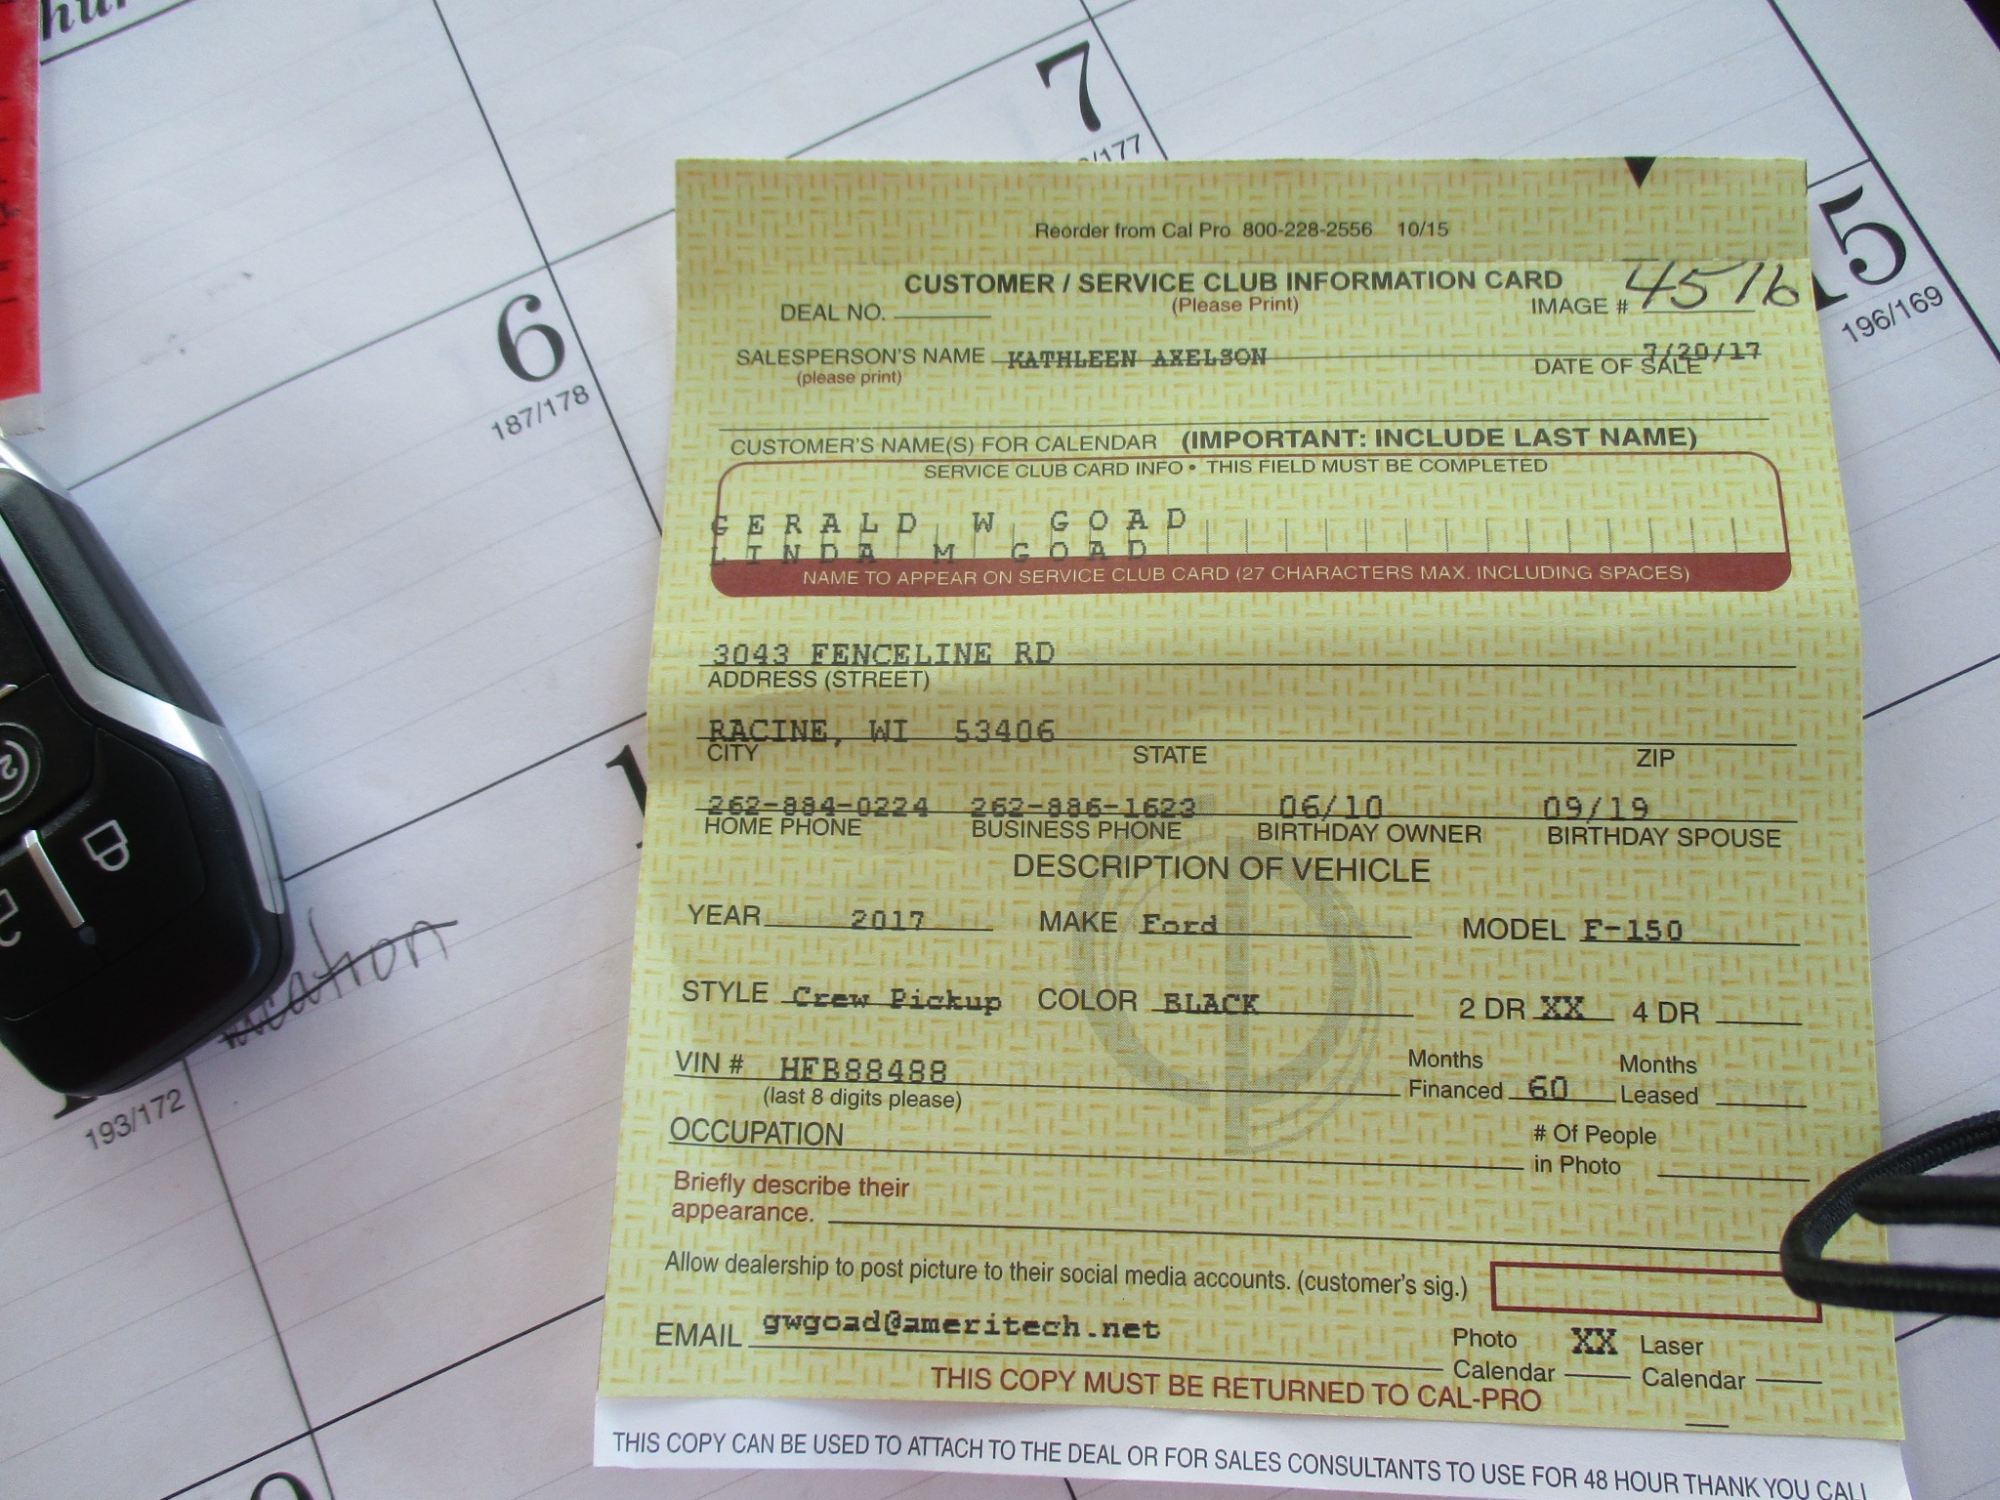 7
/177
6
187/178
15
196/169
Reorder from Cal Pro 800-228-2556 10/15
CUSTOMER / SERVICE CLUB INFORMATION CARD
(Please Print)
DEAL NO.
IMAGE # 4516
SALESPERSON'S NAME KATHLEEN AXELSON
(please print)
DATE OF SALE 7/20/17
CUSTOMER'S NAME(S) FOR CALENDAR (IMPORTANT: INCLUDE LAST NAME)
SERVICE CLUB CARD INFO • THIS FIELD MUST BE COMPLETED
GERALD W GOAD
LINDA M GOAD
NAME TO APPEAR ON SERVICE CLUB CARD (27 CHARACTERS MAX. INCLUDING SPACES)
3043 FENCELINE RD
ADDRESS (STREET)
RACINE, WI 53406
CITY STATE ZIP
262-884-0224 262-886-1623 06/10 09/19
HOME PHONE BUSINESS PHONE BIRTHDAY OWNER BIRTHDAY SPOUSE
DESCRIPTION OF VEHICLE
YEAR 2017 MAKE Ford MODEL F-150
STYLE Crew Pickup COLOR BLACK 2 DR XX 4 DR
VIN # HFB88488
(last 8 digits please)
Months Financed 60 Months Leased
OCCUPATION
# Of People
in Photo
Briefly describe their
appearance.
Allow dealership to post picture to their social media accounts. (customer's sig.)
EMAIL gwgoad@ameritech.net
Photo Calendar XX Laser Calendar
THIS COPY MUST BE RETURNED TO CAL-PRO
THIS COPY CAN BE USED TO ATTACH TO THE DEAL OR FOR SALES CONSULTANTS TO USE FOR 48 HOUR THANK YOU CALL
193/172